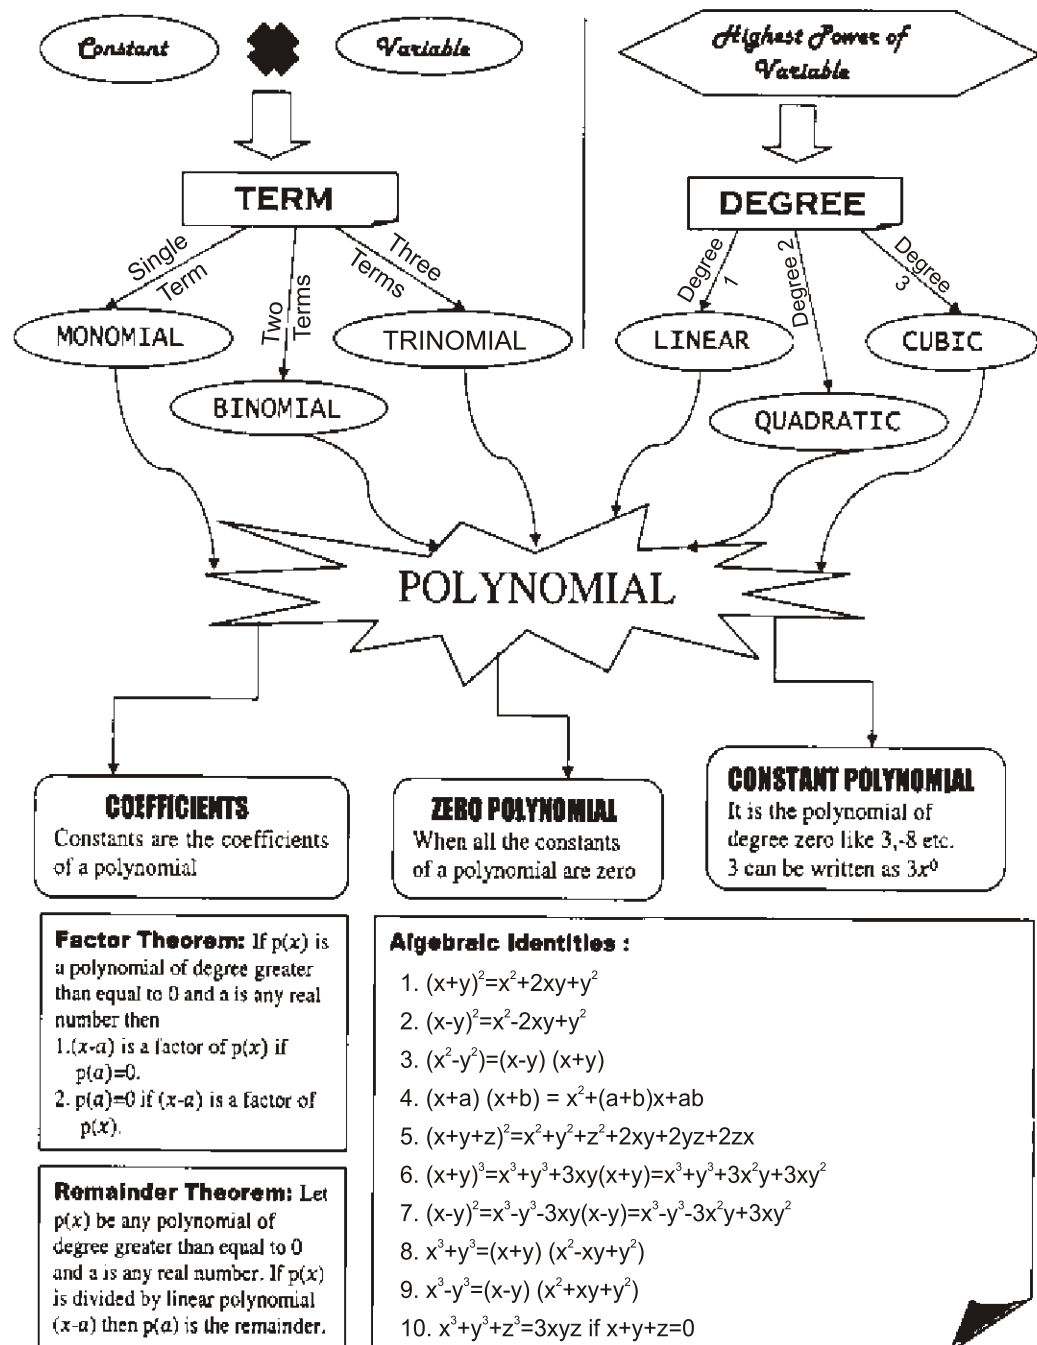 Constant
Variable
Highest Power of
Variable
TERM
DEGREE
Single
Term
Two
Terms
Three
Terms
Degree
1
Degree 2
Degree
3
MONOMIAL
TRINOMIAL
LINEAR
CUBIC
BINOMIAL
QUADRATIC
POLYNOMIAL
COEFFICIENTS
Constants are the coefficients
of a polynomial
ZERO POLYNOMIAL
When all the constants
of a polynomial are zero
CONSTANT POLYNOMIAL
It is the polynomial of
degree zero like 3,-8 etc.
3 can be written as 3x⁰
Factor Theorem: If p(x) is
a polynomial of degree greater
than equal to 0 and a is any real
number then
1.(x-a) is a factor of p(x) if
p(a)=0.
2. p(a)=0 if (x-a) is a factor of
p(x).
Remainder Theorem: Let
p(x) be any polynomial of
degree greater than equal to 0
and a is any real number. If p(x)
is divided by linear polynomial
(x-a) then p(a) is the remainder.
Algebraic Identities :
1. (x+y)²=x²+2xy+y²
2. (x-y)²=x²-2xy+y²
3. (x²-y²)=(x-y) (x+y)
4. (x+a) (x+b) = x²+(a+b)x+ab
5. (x+y+z)²=x²+y²+z²+2xy+2yz+2zx
6. (x+y)³=x³+y³+3xy(x+y)=x³+y³+3x²y+3xy²
7. (x-y)²=x³-y³-3xy(x-y)=x³-y³-3x²y+3xy²
8. x³+y³=(x+y) (x²-xy+y²)
9. x³-y³=(x-y) (x²+xy+y²)
10. x³+y³+z³=3xyz if x+y+z=0